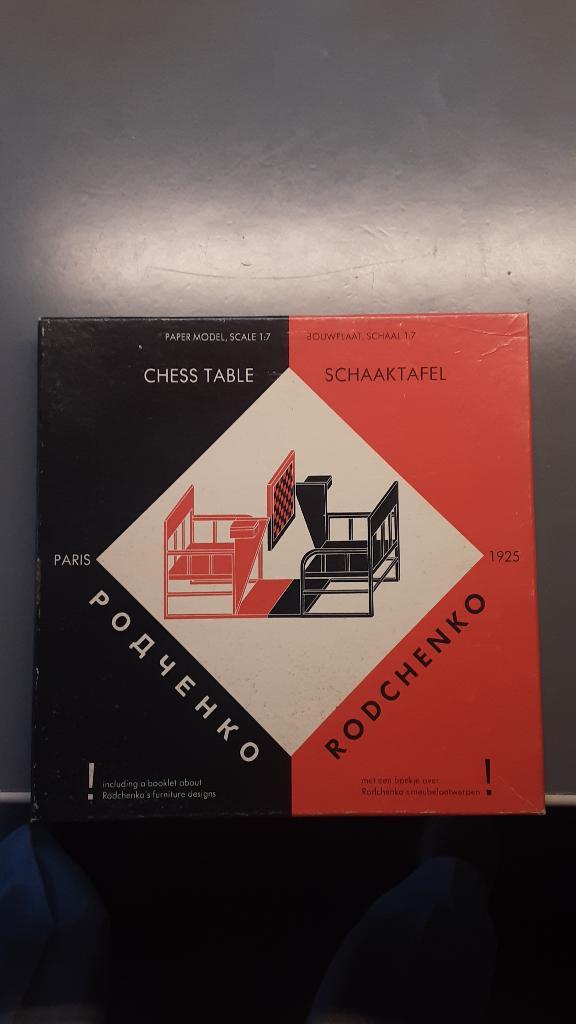 PAPER MODEL, SCALE 1:7
BOUWPLAAT, SCHAAL 1:7
CHESS TABLE
SCHAAKTAFEL
PARIS
1925
РОДЧЕНКО
RODCHENKO
! including a booklet about
Rodchenko's furniture designs
met een boekje over !
Rodchenko's meubelontwerpen